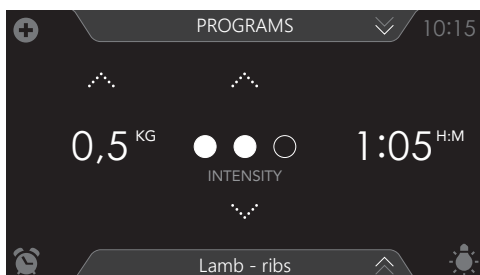 PROGRAMS
10:15
0,5 KG
1:05 H:M
INTENSITY
Lamb - ribs